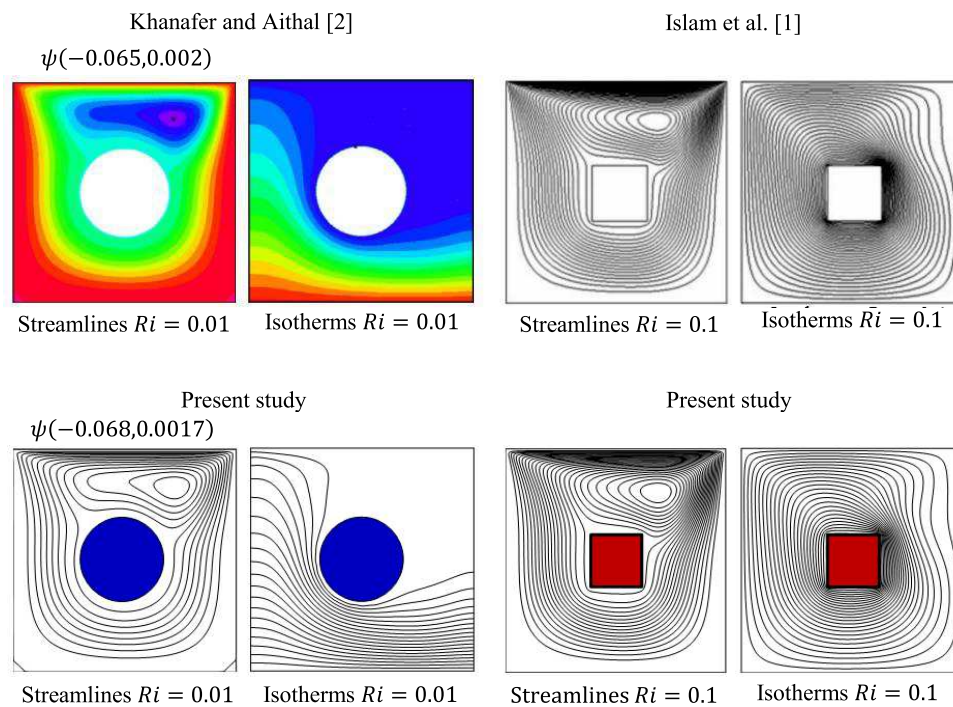 Khanafer and Aithal [2]
Islam et al. [1]
ψ(−0.065,0.002)
Streamlines Ri = 0.01
Isotherms Ri = 0.01
Streamlines Ri = 0.1
Isotherms Ri = 0.1
Present study
Present study
ψ(−0.068,0.0017)
Streamlines Ri = 0.01
Isotherms Ri = 0.01
Streamlines Ri = 0.1
Isotherms Ri = 0.1